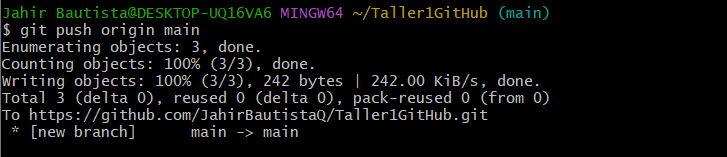 Jahir Bautista@DESKTOP-UQ16VA6 MINGW64 ~/Taller1GitHub (main)
$ git push origin main
Enumerating objects: 3, done.
Counting objects: 100% (3/3), done.
Writing objects: 100% (3/3), 242 bytes | 242.00 KiB/s, done.
Total 3 (delta 0), reused 0 (delta 0), pack-reused 0 (from 0)
To https://github.com/JahirBautistaQ/Taller1GitHub.git
 * [new branch]      main -> main